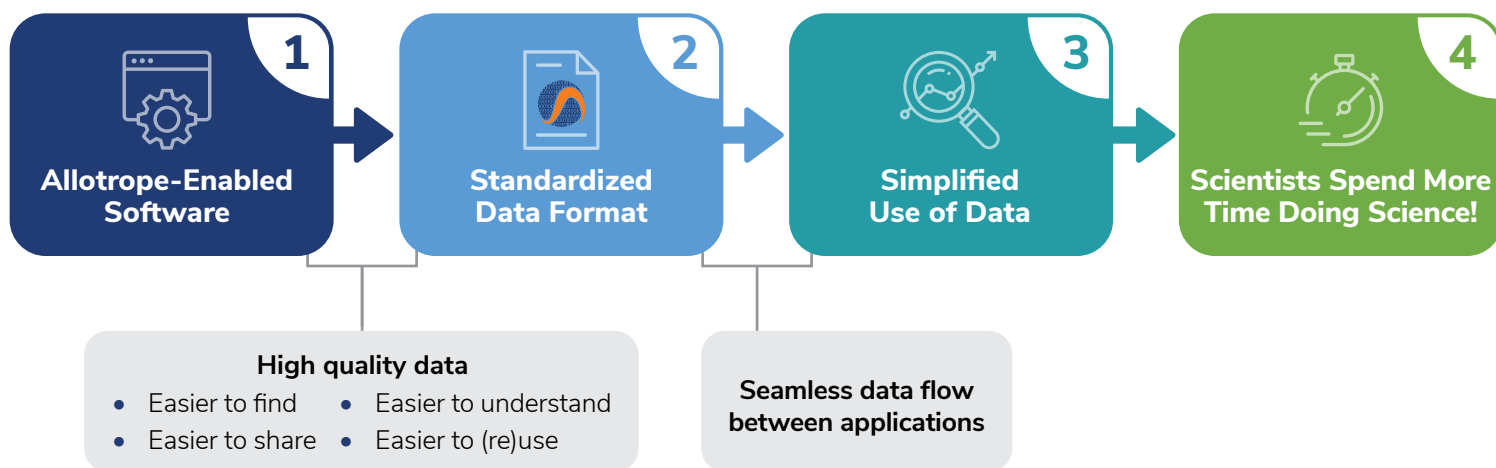 1
Allotrope-Enabled
Software
2
Standardized
Data Format
3
Simplified
Use of Data
4
Scientists Spend More
Time Doing Science!
High quality data
• Easier to find • Easier to understand
• Easier to share • Easier to (re)use
Seamless data flow
between applications